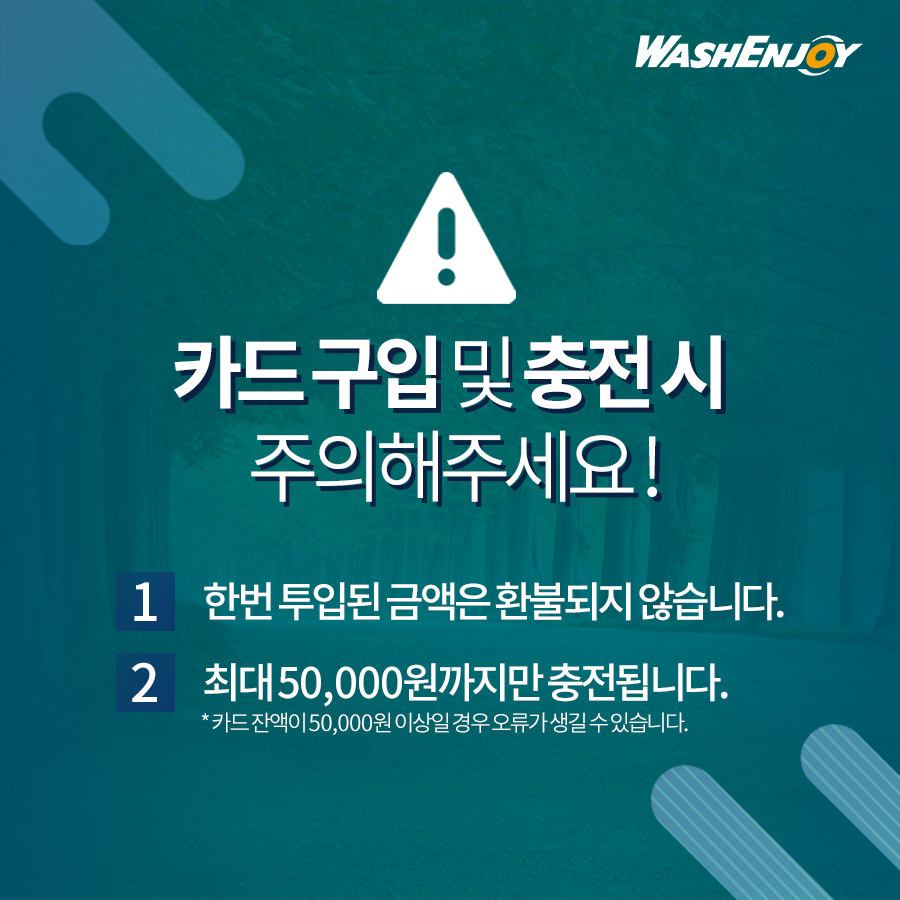 WASHENJOY
카드 구입 및 충전 시
주의해주세요!
1 한번 투입된 금액은 환불되지 않습니다.
2 최대 50,000원까지만 충전됩니다.
* 카드 잔액이 50,000원 이상일 경우 오류가 생길 수 있습니다.